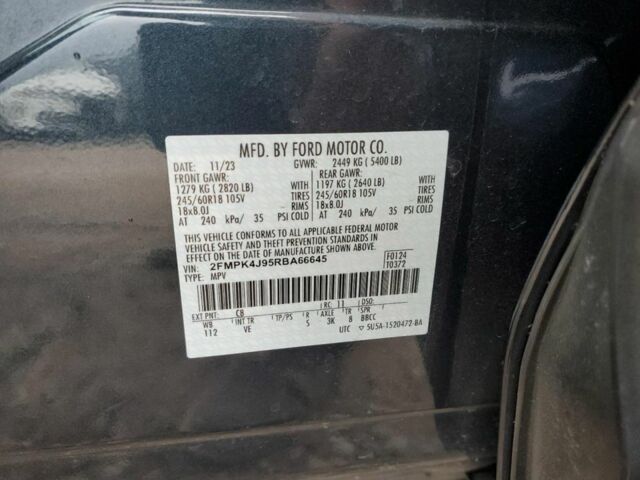 MFD. BY FORD MOTOR CO.
DATE: 11/23 GVWR: 2449 KG (5400 LB)
FRONT GAWR: REAR GAWR:
1279 KG (2820 LB) WITH 1197 KG (2640 LB) WITH
245/60R18 105V TIRES 245/60R18 105V TIRES
18x8.0J RIMS 18x8.0J RIMS
AT 240 kPa/ 35 PSI COLD AT 240 kPa/ 35 PSI COLD
THIS VEHICLE CONFORMS TO ALL APPLICABLE FEDERAL MOTOR
VEHICLE SAFETY AND THEFT PREVENTION STANDARDS IN
EFFECT ON THE DATE OF MANUFACTURE SHOWN ABOVE.
VIN: 2FMPK4J95RBA66645 F0124
TYPE: MPV T0372
EXT PNT: CB RC: 11 DSO:
WB INT TR TP/PS R AXLE TR SPR
112 VE 5 3K 8 BBCC
UTC ▽ 5U5A-1520472-BA